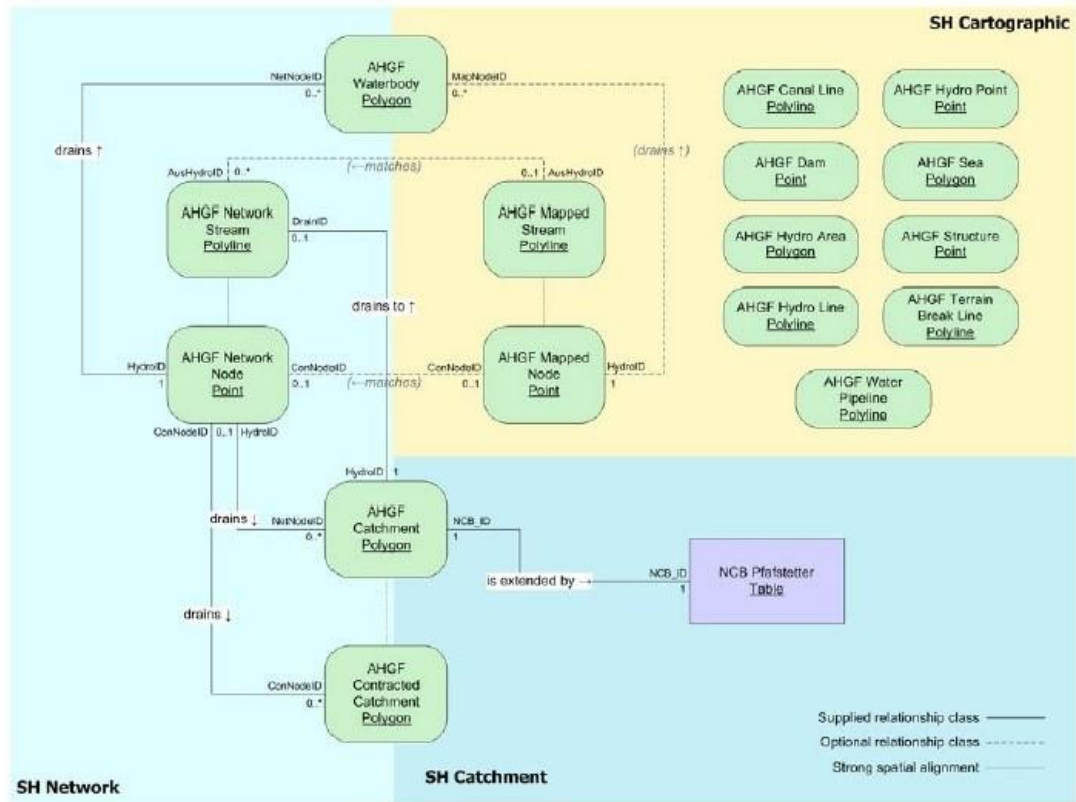 SH Cartographic
AHGF
Waterbody
Polygon
NetNodeID
0..*
MapNodeID
0..*
drains ↑
(drains ↑)
(←matches)
AusHydroID
0..*
0..1
AusHydroID
AHGF Network
Stream
Polyline
DrainID
0..1
AHGF Mapped
Stream
Polyline
drains to ↑
AHGF Network
Node
Point
HydroID
1
ConNodeID
0..1
(←matches)
ConNodeID
0..1
AHGF Mapped
Node
Point
HydroID
1
AHGF Canal Line
Polyline
AHGF Hydro Point
Point
AHGF Dam
Point
AHGF Sea
Polygon
AHGF Hydro Area
Polygon
AHGF Structure
Point
AHGF Hydro Line
Polyline
AHGF Terrain
Break Line
Polyline
AHGF Water
Pipeline
Polyline
ConNodeID
0..1
HydroID
HydroID
1
drains ↓
NetNodeID
0..*
AHGF
Catchment
Polygon
NCB_ID
1
is extended by →
NCB_ID
1
NCB Pfafstetter
Table
drains ↓
ConNodeID
0..*
AHGF
Contracted
Catchment
Polygon
Supplied relationship class
Optional relationship class
Strong spatial alignment
SH Network
SH Catchment